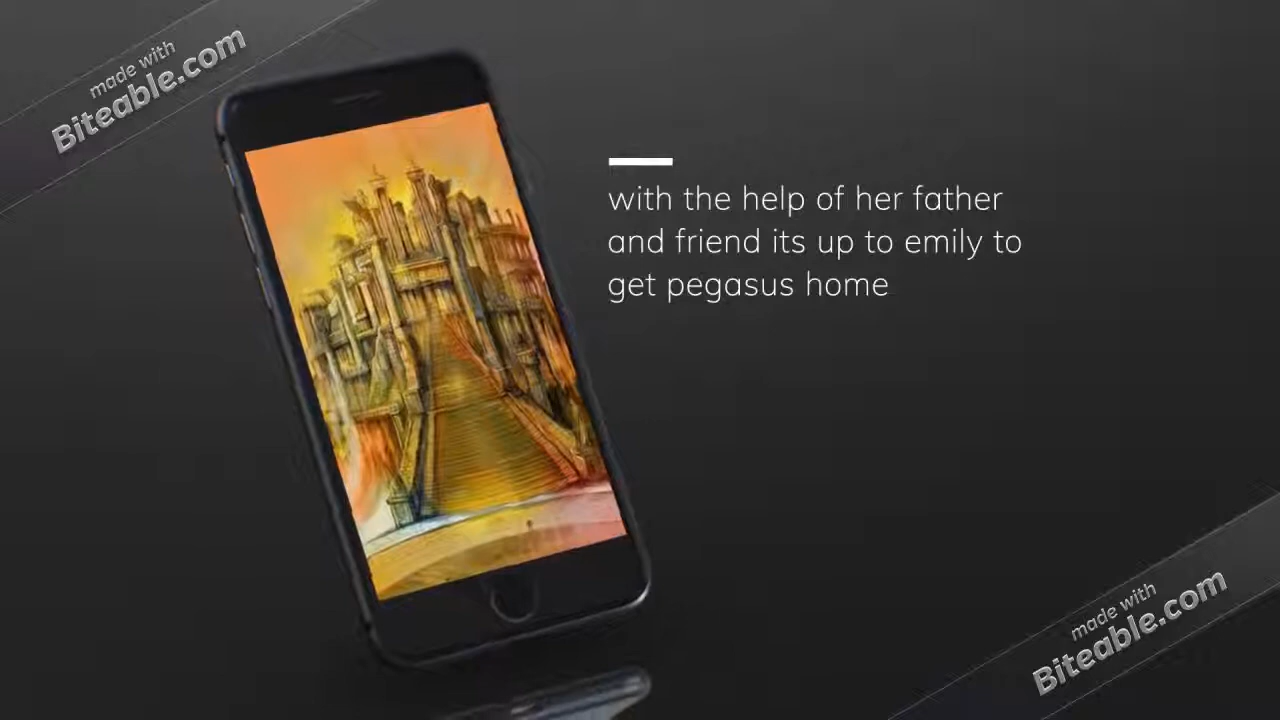 made with
Biteable.com
with the help of her father
and friend its up to emily to
get pegasus home
made with
Biteable.com